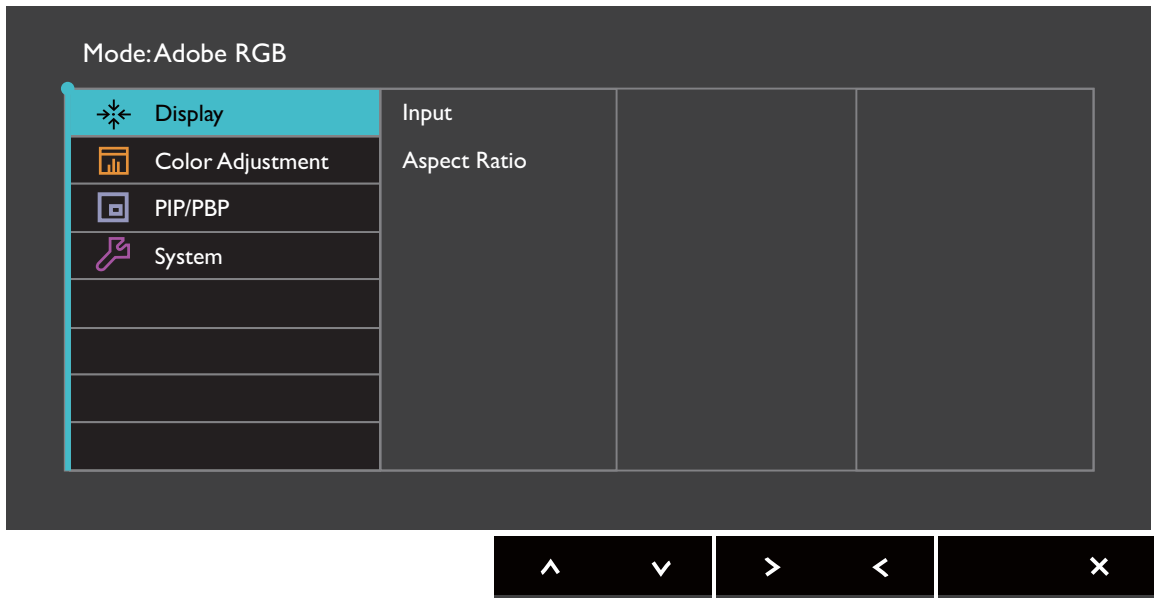 Mode: Adobe RGB
Display
Input
Color Adjustment
Aspect Ratio
PIP/PBP
System